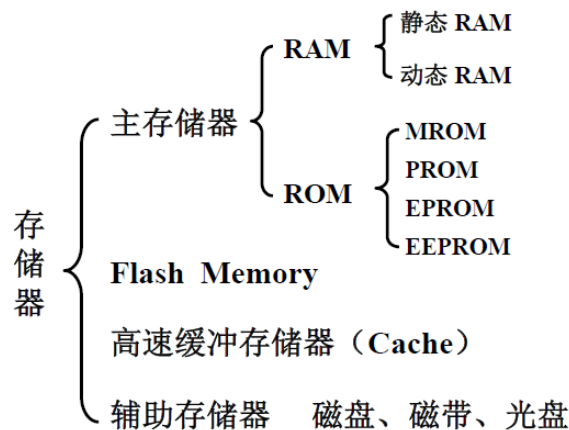 存储器
主存储器
RAM
静态 RAM
动态 RAM
ROM
MROM
PROM
EPROM
EEPROM
Flash Memory
高速缓冲存储器（Cache）
辅助存储器 磁盘、磁带、光盘